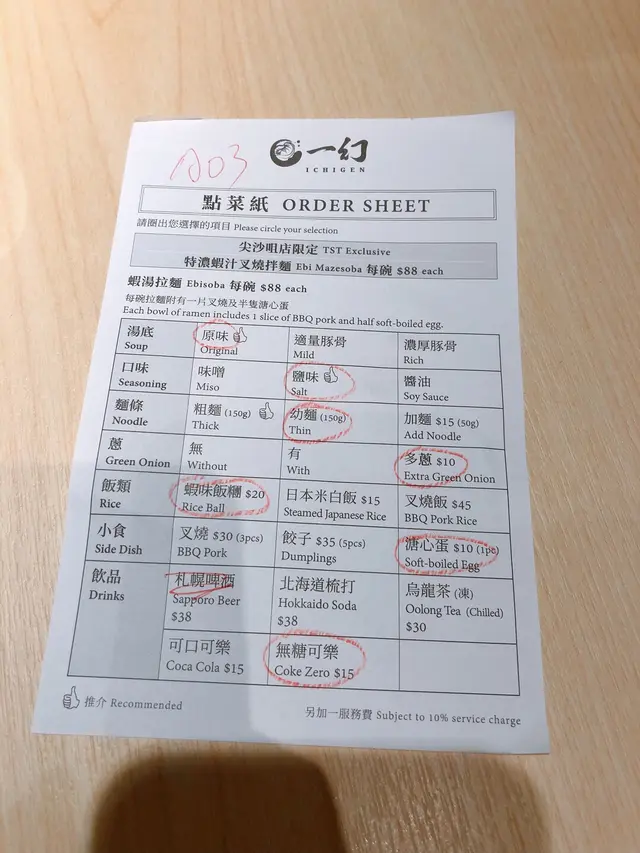 A03
一幻
ICHIGEN
點菜紙 ORDER SHEET
請圈出您選擇的項目 Please circle your selection
尖沙咀店限定 TST Exclusive
特濃蝦汁叉燒拌麵 Ebi Mazesoba 每碗 $88 each
蝦湯拉麵 Ebisoba 每碗 $88 each
每碗拉麵附有一片叉燒及半隻溏心蛋
Each bowl of ramen includes 1 slice of BBQ pork and half soft-boiled egg.
湯底 原味 適量豚骨 濃厚豚骨
Soup Original Mild Rich
口味 味噌 鹽味 醬油
Seasoning Miso Salt Soy Sauce
麵條 粗麵 (150g) 幼麵 (150g) 加麵 $15 (50g)
Noodle Thick Thin Add Noodle
蔥 無 有 多蔥 $10
Green Onion Without With Extra Green Onion
飯類 蝦味飯糰 $20 日本米白飯 $15 叉燒飯 $45
Rice Rice Ball Steamed Japanese Rice BBQ Pork Rice
小食 叉燒 $30 (3pcs) 餃子 $35 (5pcs) 溏心蛋 $10 (1pc)
Side Dish BBQ Pork Dumplings Soft-boiled Egg
飲品 札幌啤酒 北海道梳打 烏龍茶 (凍)
Drinks Sapporo Beer Hokkaido Soda Oolong Tea (Chilled)
$38 $38 $30
可口可樂 無糖可樂
Coca Cola $15 Coke Zero $15
推介 Recommended
另加一服務費 Subject to 10% service charge